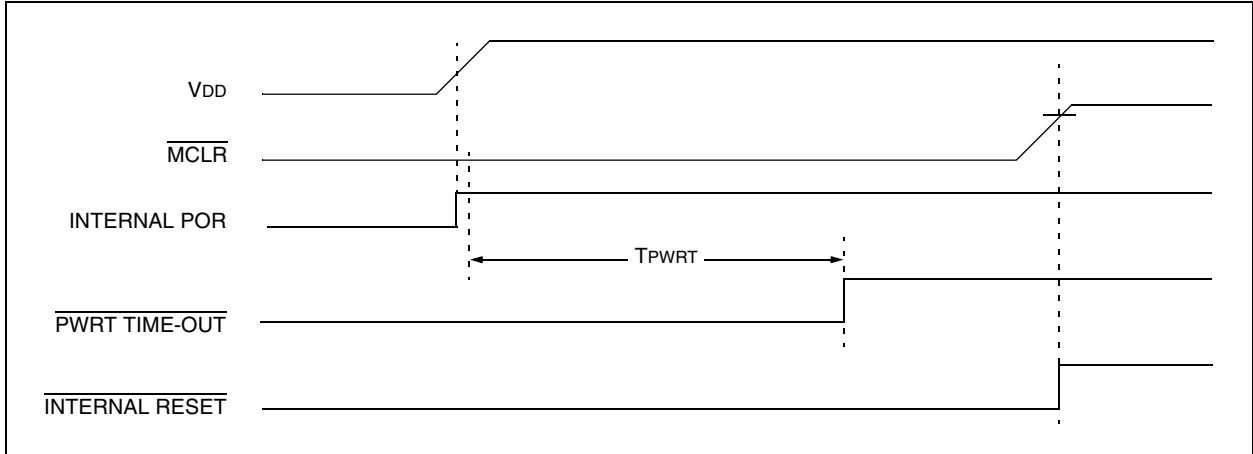 VDD
MCLR
INTERNAL POR
TPWRT
PWRT TIME-OUT
INTERNAL RESET